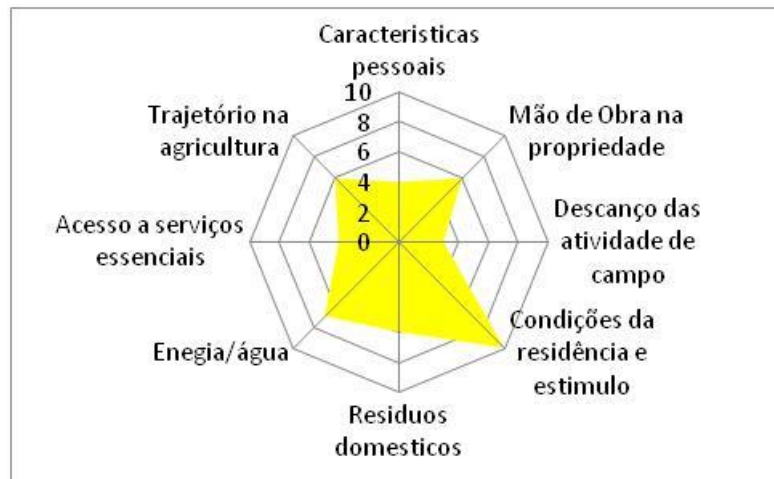 Caracteristicas
pessoais
10
8
6
4
2
0
Mão de Obra na
propriedade
Descanço das
atividade de
campo
Condições da
residência e
estimulo
Residuos
domesticos
Enegia/água
Acesso a serviços
essenciais
Trajetório na
agricultura